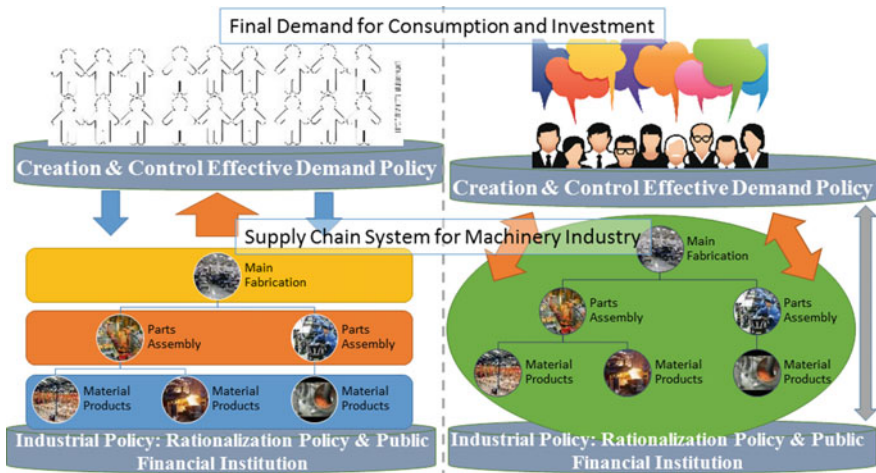 Final Demand for Consumption and Investment
Creation & Control Effective Demand Policy
Creation & Control Effective Demand Policy
Supply Chain System for Machinery Industry
Main
Fabrication
Parts
Assembly
Parts
Assembly
Material
Products
Material
Products
Material
Products
Industrial Policy: Rationalization Policy & Public
Financial Institution
Main
Fabrication
Parts
Assembly
Parts
Assembly
Material
Products
Material
Products
Material
Products
Industrial Policy: Rationalization Policy & Public
Financial Institution